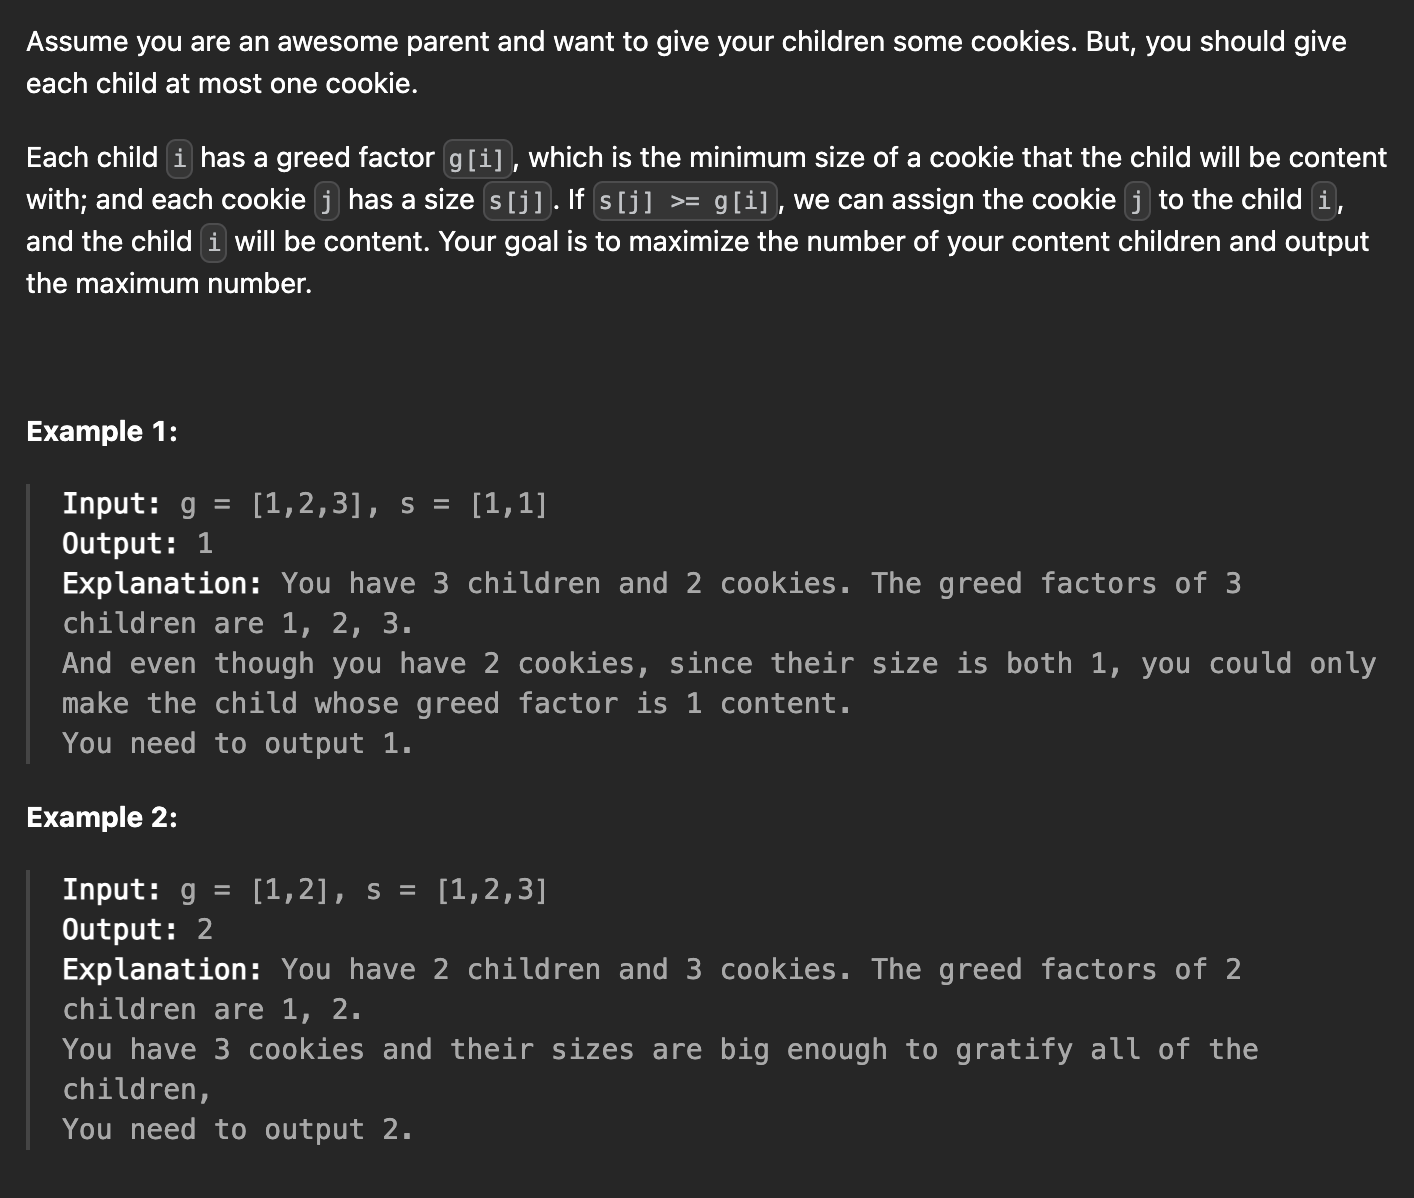 Assume you are an awesome parent and want to give your children some cookies. But, you should give
each child at most one cookie.
Each child i has a greed factor g[i], which is the minimum size of a cookie that the child will be content
with; and each cookie j has a size s[j]. If s[j] >= g[i], we can assign the cookie j to the child i,
and the child i will be content. Your goal is to maximize the number of your content children and output
the maximum number.
Example 1:
Input: g = [1,2,3], s = [1,1]
Output: 1
Explanation: You have 3 children and 2 cookies. The greed factors of 3
children are 1, 2, 3.
And even though you have 2 cookies, since their size is both 1, you could only
make the child whose greed factor is 1 content.
You need to output 1.
Example 2:
Input: g = [1,2], s = [1,2,3]
Output: 2
Explanation: You have 2 children and 3 cookies. The greed factors of 2
children are 1, 2.
You have 3 cookies and their sizes are big enough to gratify all of the
children,
You need to output 2.